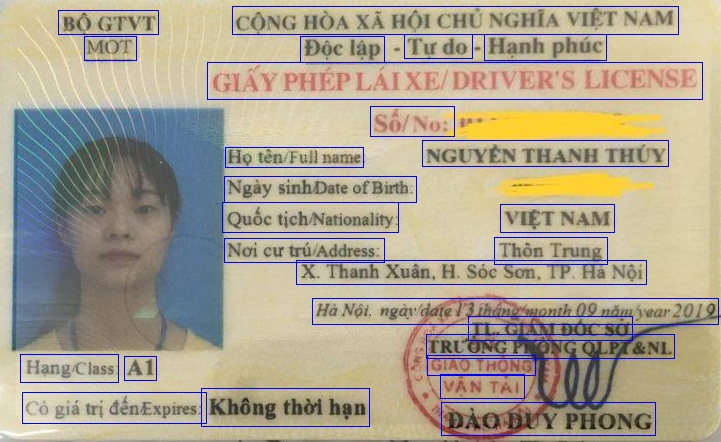 BỘ GTVT
MOT
CỘNG HÒA XÃ HỘI CHỦ NGHĨA VIỆT NAM
Độc lập - Tự do - Hạnh phúc
GIẤY PHÉP LÁI XE/ DRIVER'S LICENSE
Số/ No:
Họ tên/Full name: NGUYỄN THANH THÚY
Ngày sinh/Date of Birth:
Quốc tịch/Nationality: VIỆT NAM
Nơi cư trú/Address: Thôn Trung
X. Thanh Xuân, H. Sóc Sơn, TP. Hà Nội
Hà Nội, ngày/date 13 tháng/month 09 năm/year 2019
TL. GIÁM ĐỐC SỞ
TRƯỞNG PHÒNG QLPT&NL
GIAO THÔNG
VẬN TẢI
Hạng/Class: A1
Có giá trị đến/Expires: Không thời hạn
ĐÀO DUY PHONG